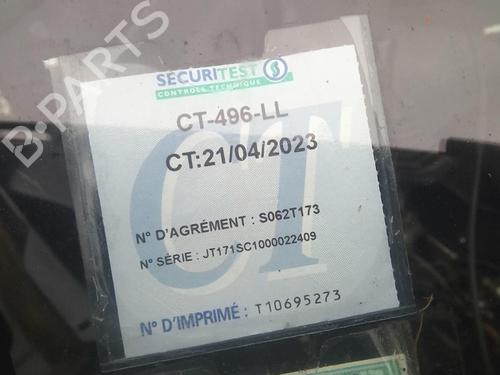 SECURITEST
CONTRÔLE TECHNIQUE
CT-496-LL
CT:21/04/2023
N° D'AGRÉMENT : S062T173
N° SÉRIE : JT171SC1000022409
N° D'IMPRIMÉ : T10695273
CT
B-PARTS